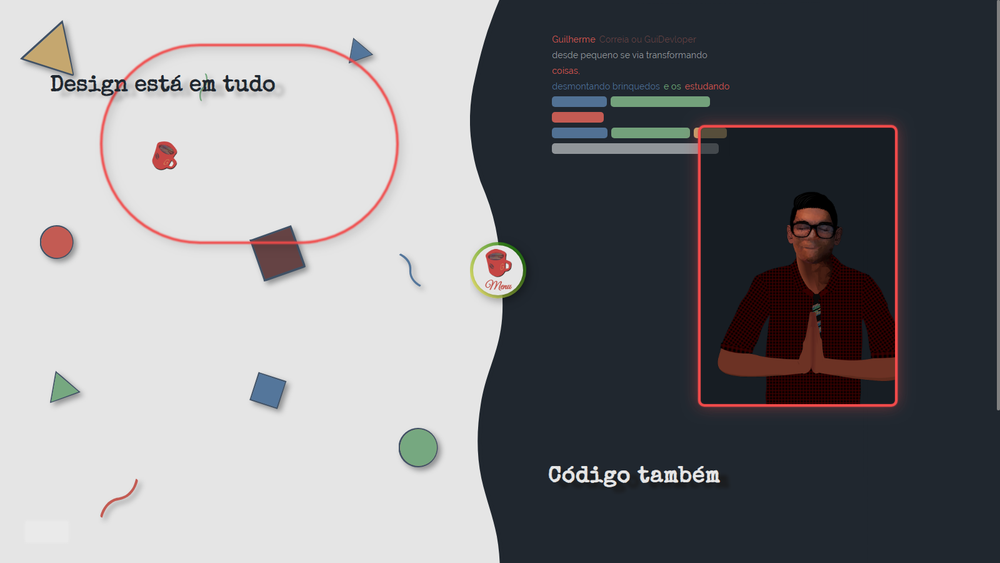 Design está em tudo
Guilherme Correia ou GuiDevloper
desde pequeno se via transformando
coisas,
desmontando brinquedos e os estudando
Menu
Código também